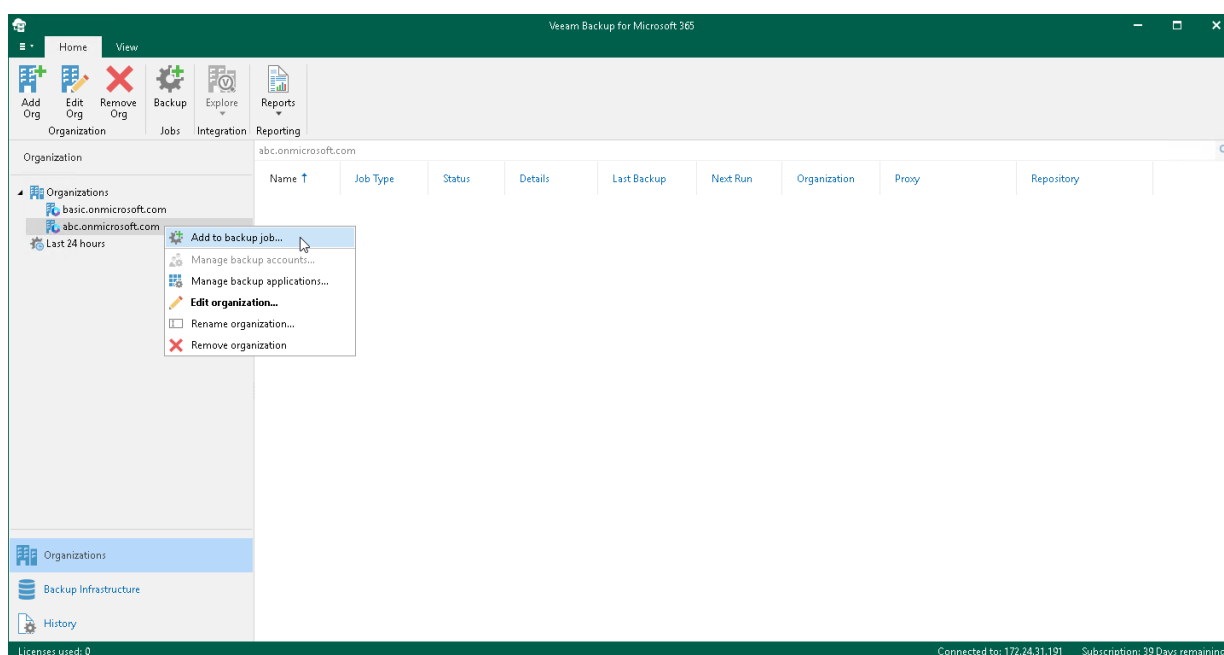 Veeam Backup for Microsoft 365
Home View
Add Org Edit Org Remove Org Backup Explore Reports
Organization Jobs Integration Reporting
Organization
abc.onmicrosoft.com
Name Job Type Status Details Last Backup Next Run Organization Proxy Repository
Organizations
basic.onmicrosoft.com
abc.onmicrosoft.com
Last 24 hours
Add to backup job...
Manage backup accounts...
Manage backup applications...
Edit organization...
Rename organization...
Remove organization
Organizations
Backup Infrastructure
History
Licenses used: 0 Connected to: 172.24.31.191 Subscription: 39 Days remaining